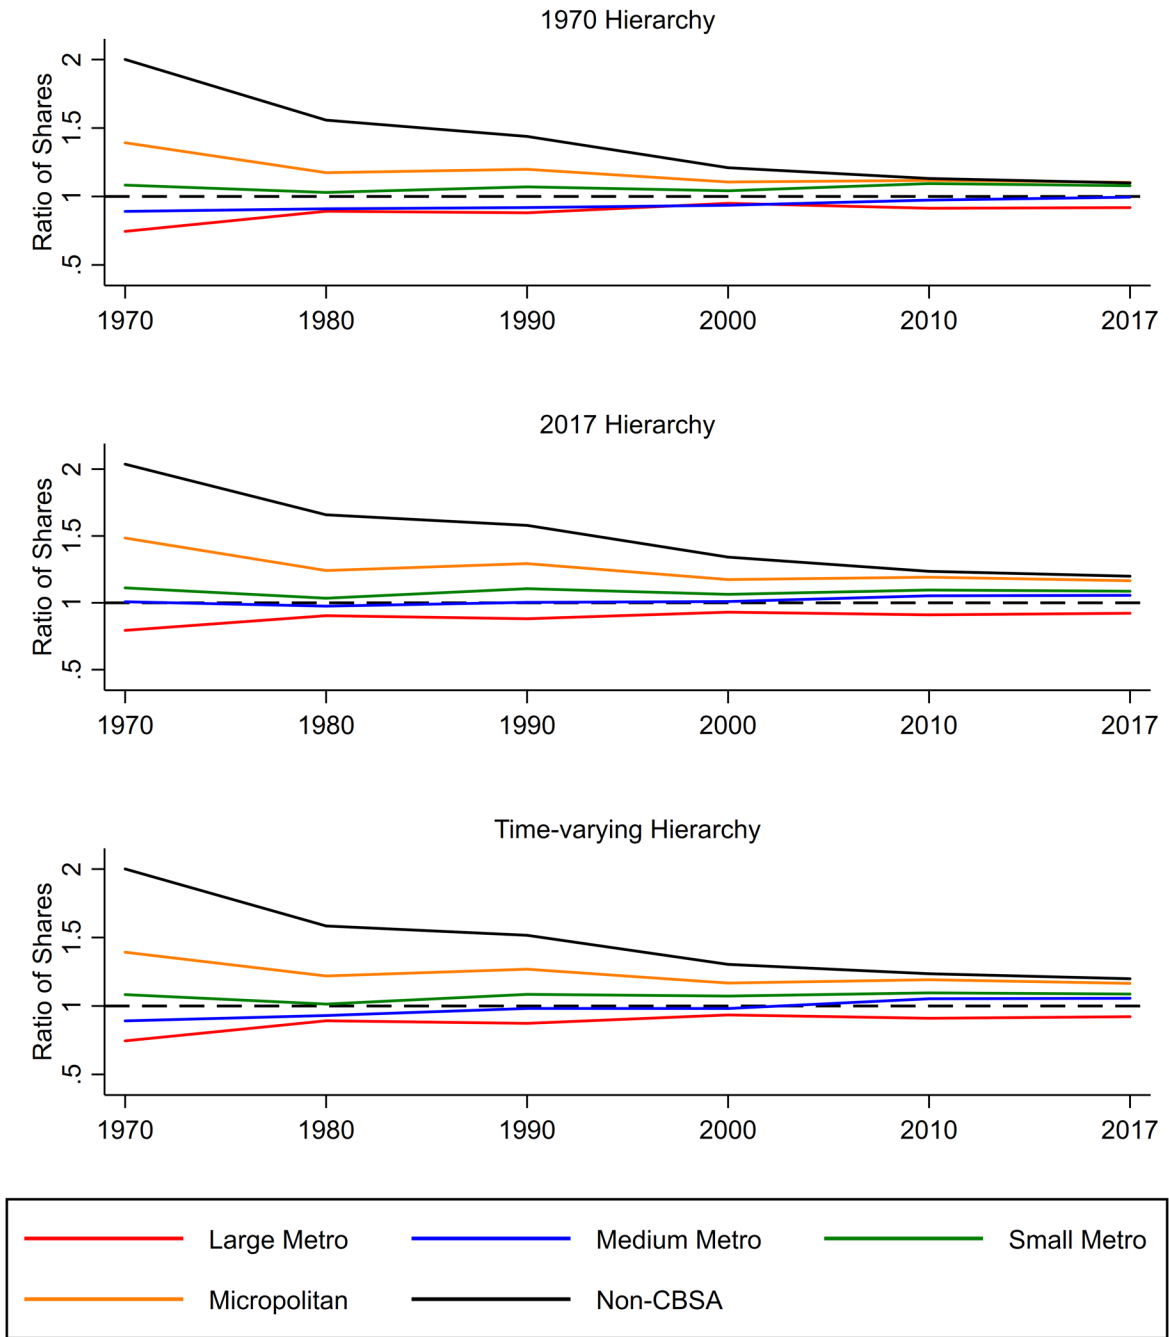 1970 Hierarchy
Ratio of Shares
2
1.5
1
.5
1970 1980 1990 2000 2010 2017
2017 Hierarchy
Ratio of Shares
2
1.5
1
.5
1970 1980 1990 2000 2010 2017
Time-varying Hierarchy
Ratio of Shares
2
1.5
1
.5
1970 1980 1990 2000 2010 2017
Large Metro Medium Metro Small Metro
Micropolitan Non-CBSA